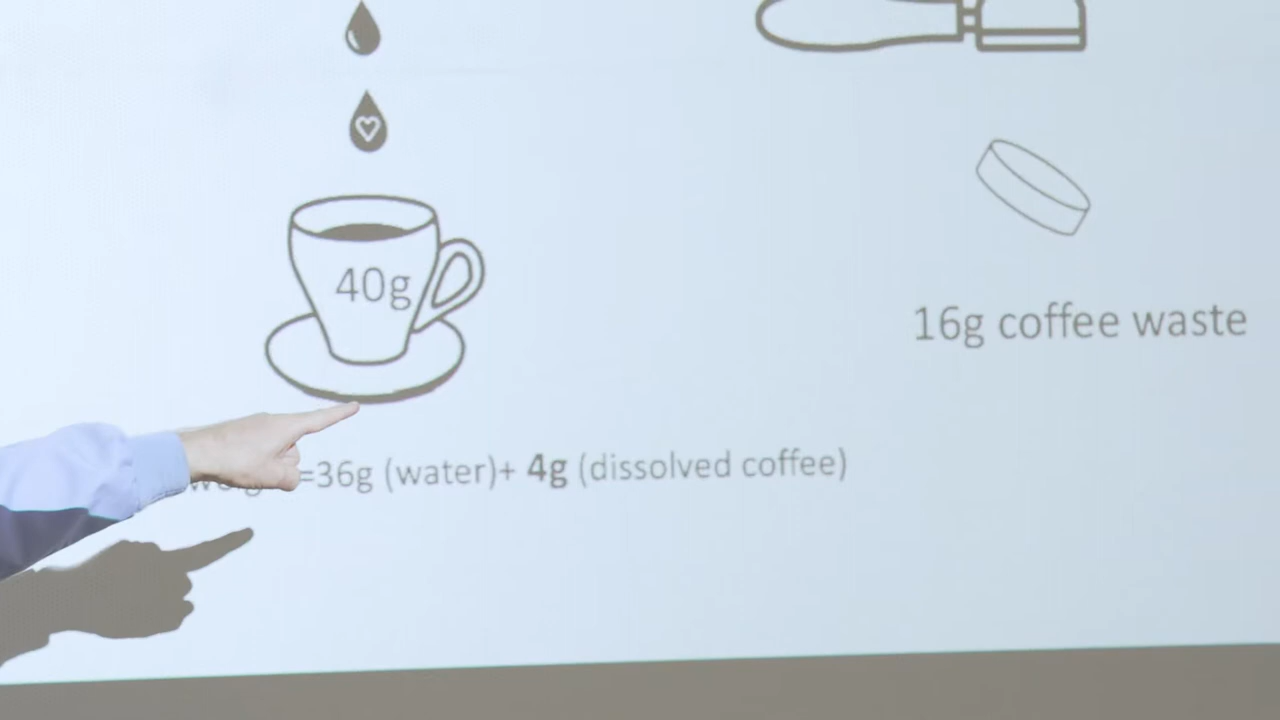 40g
16g coffee waste
=36g (water)+ 4g (dissolved coffee)